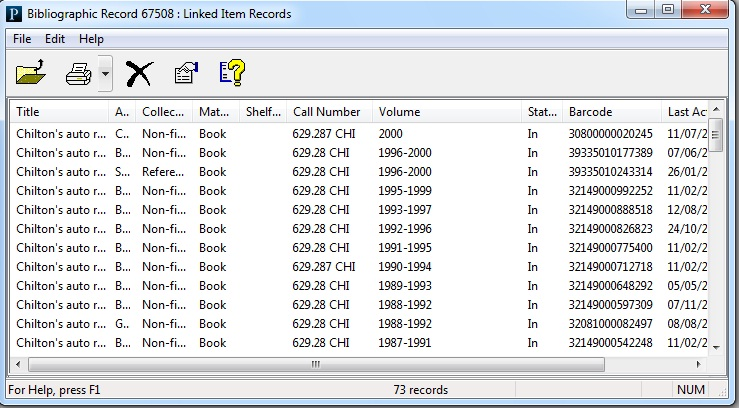 P Bibliographic Record 67508 : Linked Item Records
File Edit Help
Title A.. Collec... Mat... Shelf... Call Number Volume Stat... Barcode Last Ac
Chilton's auto r... C.. Non-fi... Book 629.287 CHI 2000 In 30800000020245 11/07/2
Chilton's auto r... B... Non-fi... Book 629.28 CHI 1996-2000 In 39335010177389 07/06/2
Chilton's auto r... S... Refere... Book 629.28 CHI 1996-2000 In 39335010243314 26/01/2
Chilton's auto r... B... Non-fi... Book 629.28 CHI 1995-1999 In 32149000992252 11/02/2
Chilton's auto r... B... Non-fi... Book 629.28 CHI 1993-1997 In 32149000888518 12/08/2
Chilton's auto r... B... Non-fi... Book 629.28 CHI 1992-1996 In 32149000826823 24/10/2
Chilton's auto r... B... Non-fi... Book 629.28 CHI 1991-1995 In 32149000775400 11/02/2
Chilton's auto r... B... Non-fi... Book 629.287 CHI 1990-1994 In 32149000712718 11/02/2
Chilton's auto r... B... Non-fi... Book 629.28 CHI 1989-1993 In 32149000648292 05/05/2
Chilton's auto r... B... Non-fi... Book 629.28 CHI 1988-1992 In 32149000597309 07/11/2
Chilton's auto r... G.. Non-fi... Book 629.28 CHI 1988-1992 In 32081000082497 08/08/2
Chilton's auto r... B... Non-fi... Book 629.28 CHI 1987-1991 In 32149000542248 11/02/2
For Help, press F1 73 records NUM